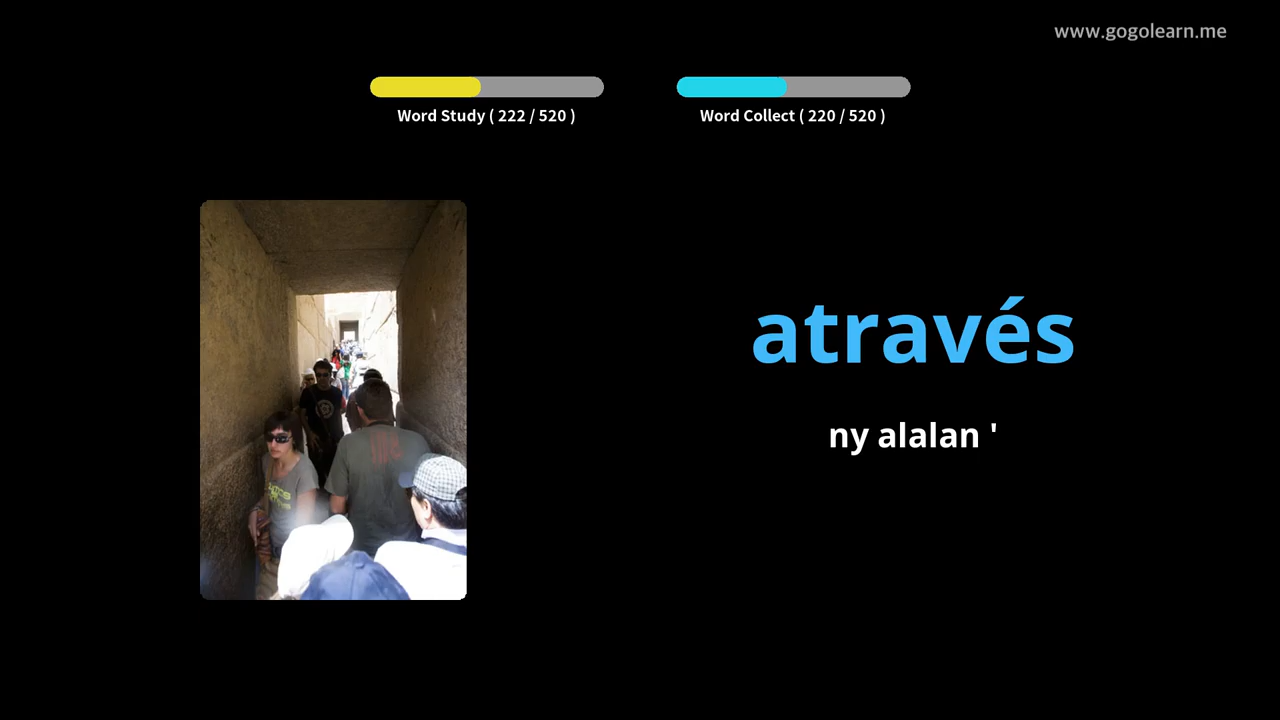 www.gogolearn.me
Word Study ( 222 / 520 )
Word Collect ( 220 / 520 )
através
ny alalan '